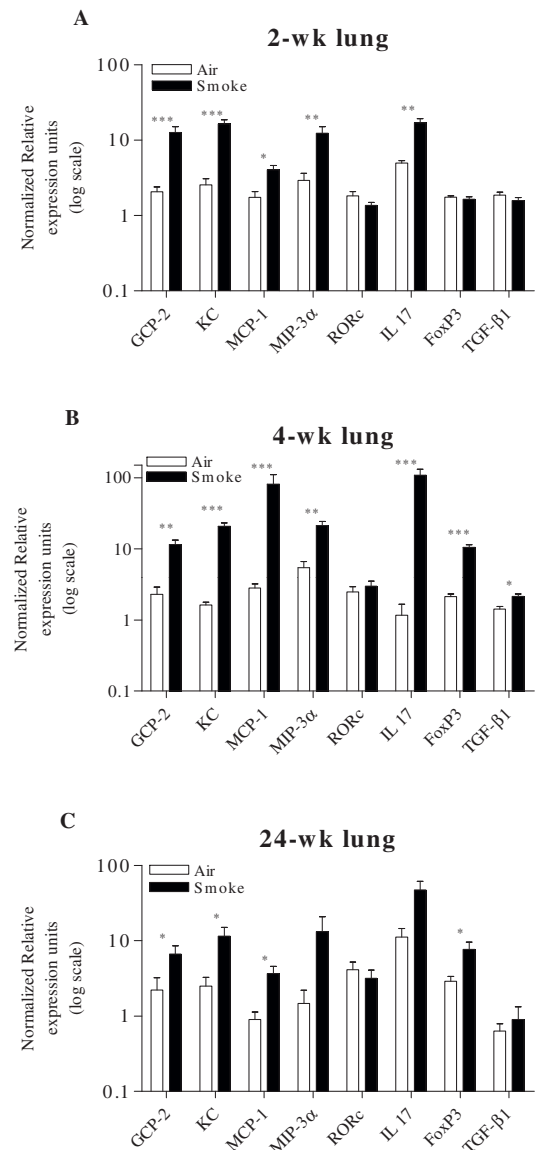 A
2-wk lung
Air
Smoke
Normalized Relative
expression units
(log scale)
100
10
1
0.1
***
***
*
**
**
GCP-2
KC
MCP-1
MIP-3α
RORc
IL 17
FoxP3
TGF-β1
B
4-wk lung
Air
Smoke
Normalized Relative
expression units
(log scale)
100
10
1
0.1
**
***
***
**
***
***
*
GCP-2
KC
MCP-1
MIP-3α
RORc
IL 17
FoxP3
TGF-β1
C
24-wk lung
Air
Smoke
Normalized Relative
expression units
(log scale)
100
10
1
0.1
*
*
*
*
GCP-2
KC
MCP-1
MIP-3α
RORc
IL 17
FoxP3
TGF-β1